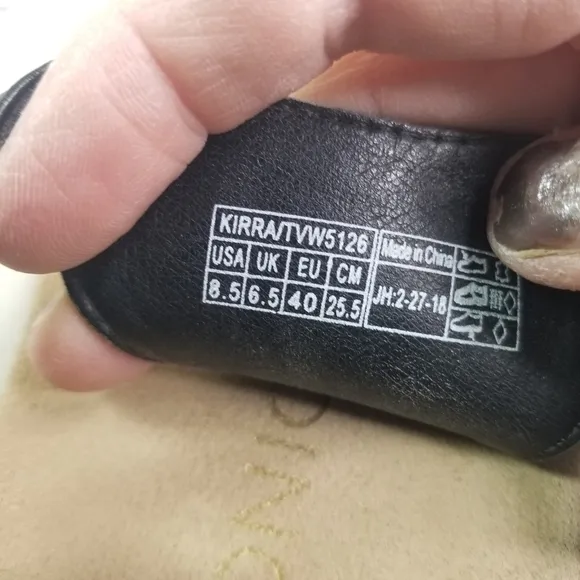 KIRRA/TVW5126
USA UK EU CM
8.5 6.5 40 25.5
Made in China
JH:2-27-18